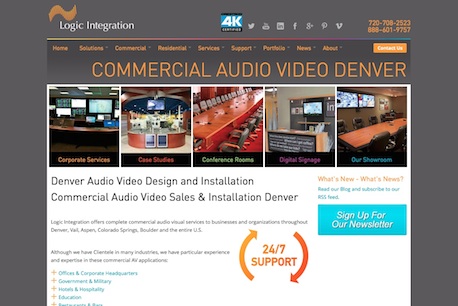 Logic Integration
4K
CERTIFIED
720-708-2523
888-601-9757
Home Solutions Commercial Residential Services Support Portfolio News About Contact Us
COMMERCIAL AUDIO VIDEO DENVER
Corporate Services Case Studies Conference Rooms Digital Signage Our Showroom
Denver Audio Video Design and Installation
Commercial Audio Video Sales & Installation Denver
What's New - What's News?
Read our Blog and subscribe to our
RSS feed.
Sign Up For
Our Newsletter
Logic Integration offers complete commercial audio visual services to businesses and organizations throughout
Denver, Vail, Aspen, Colorado Springs, Boulder and the entire U.S.
24/7
SUPPORT
Although we have Clientele in many industries, we have particular experience
and expertise in these commercial AV applications:
Offices & Corporate Headquarters
Government & Military
Hotels & Hospitality
Education
Restaurants & Bars